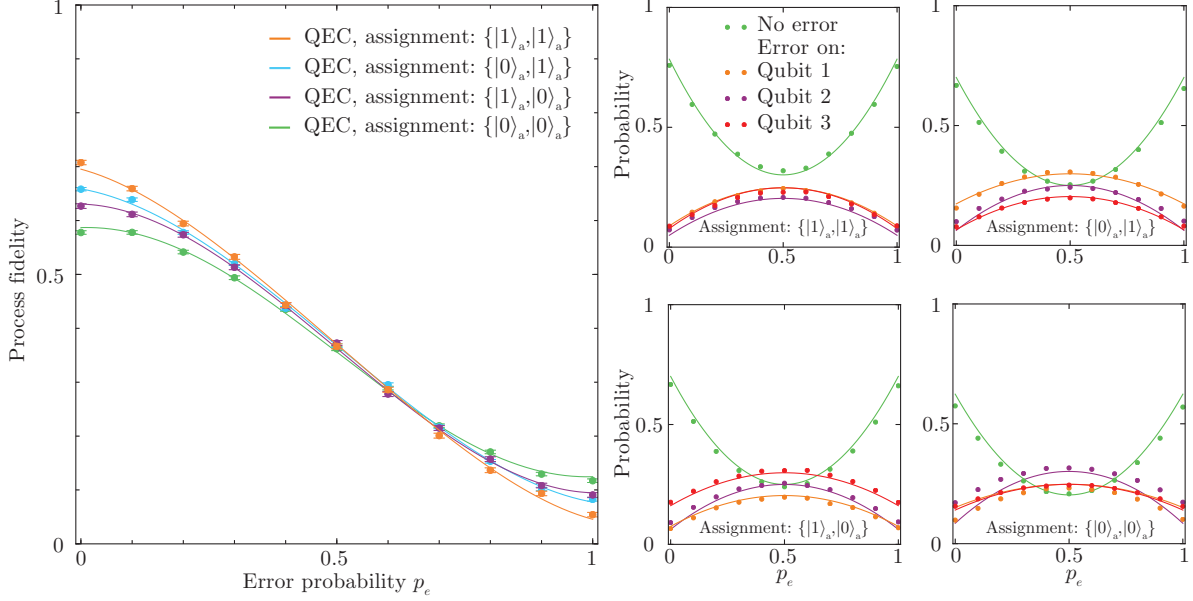 QEC, assignment: {|1⟩a,|1⟩a}
QEC, assignment: {|0⟩a,|1⟩a}
QEC, assignment: {|1⟩a,|0⟩a}
QEC, assignment: {|0⟩a,|0⟩a}
Process fidelity
1
0.5
0
0
0.5
1
Error probability pe
No error
Error on:
Qubit 1
Qubit 2
Qubit 3
Probability
1
0.5
0
Assignment: {|1⟩a,|1⟩a}
0
0.5
1
1
0.5
0
Assignment: {|0⟩a,|1⟩a}
0
0.5
1
Probability
1
0.5
0
Assignment: {|1⟩a,|0⟩a}
0
0.5
1
pe
1
0.5
0
Assignment: {|0⟩a,|0⟩a}
0
0.5
1
pe